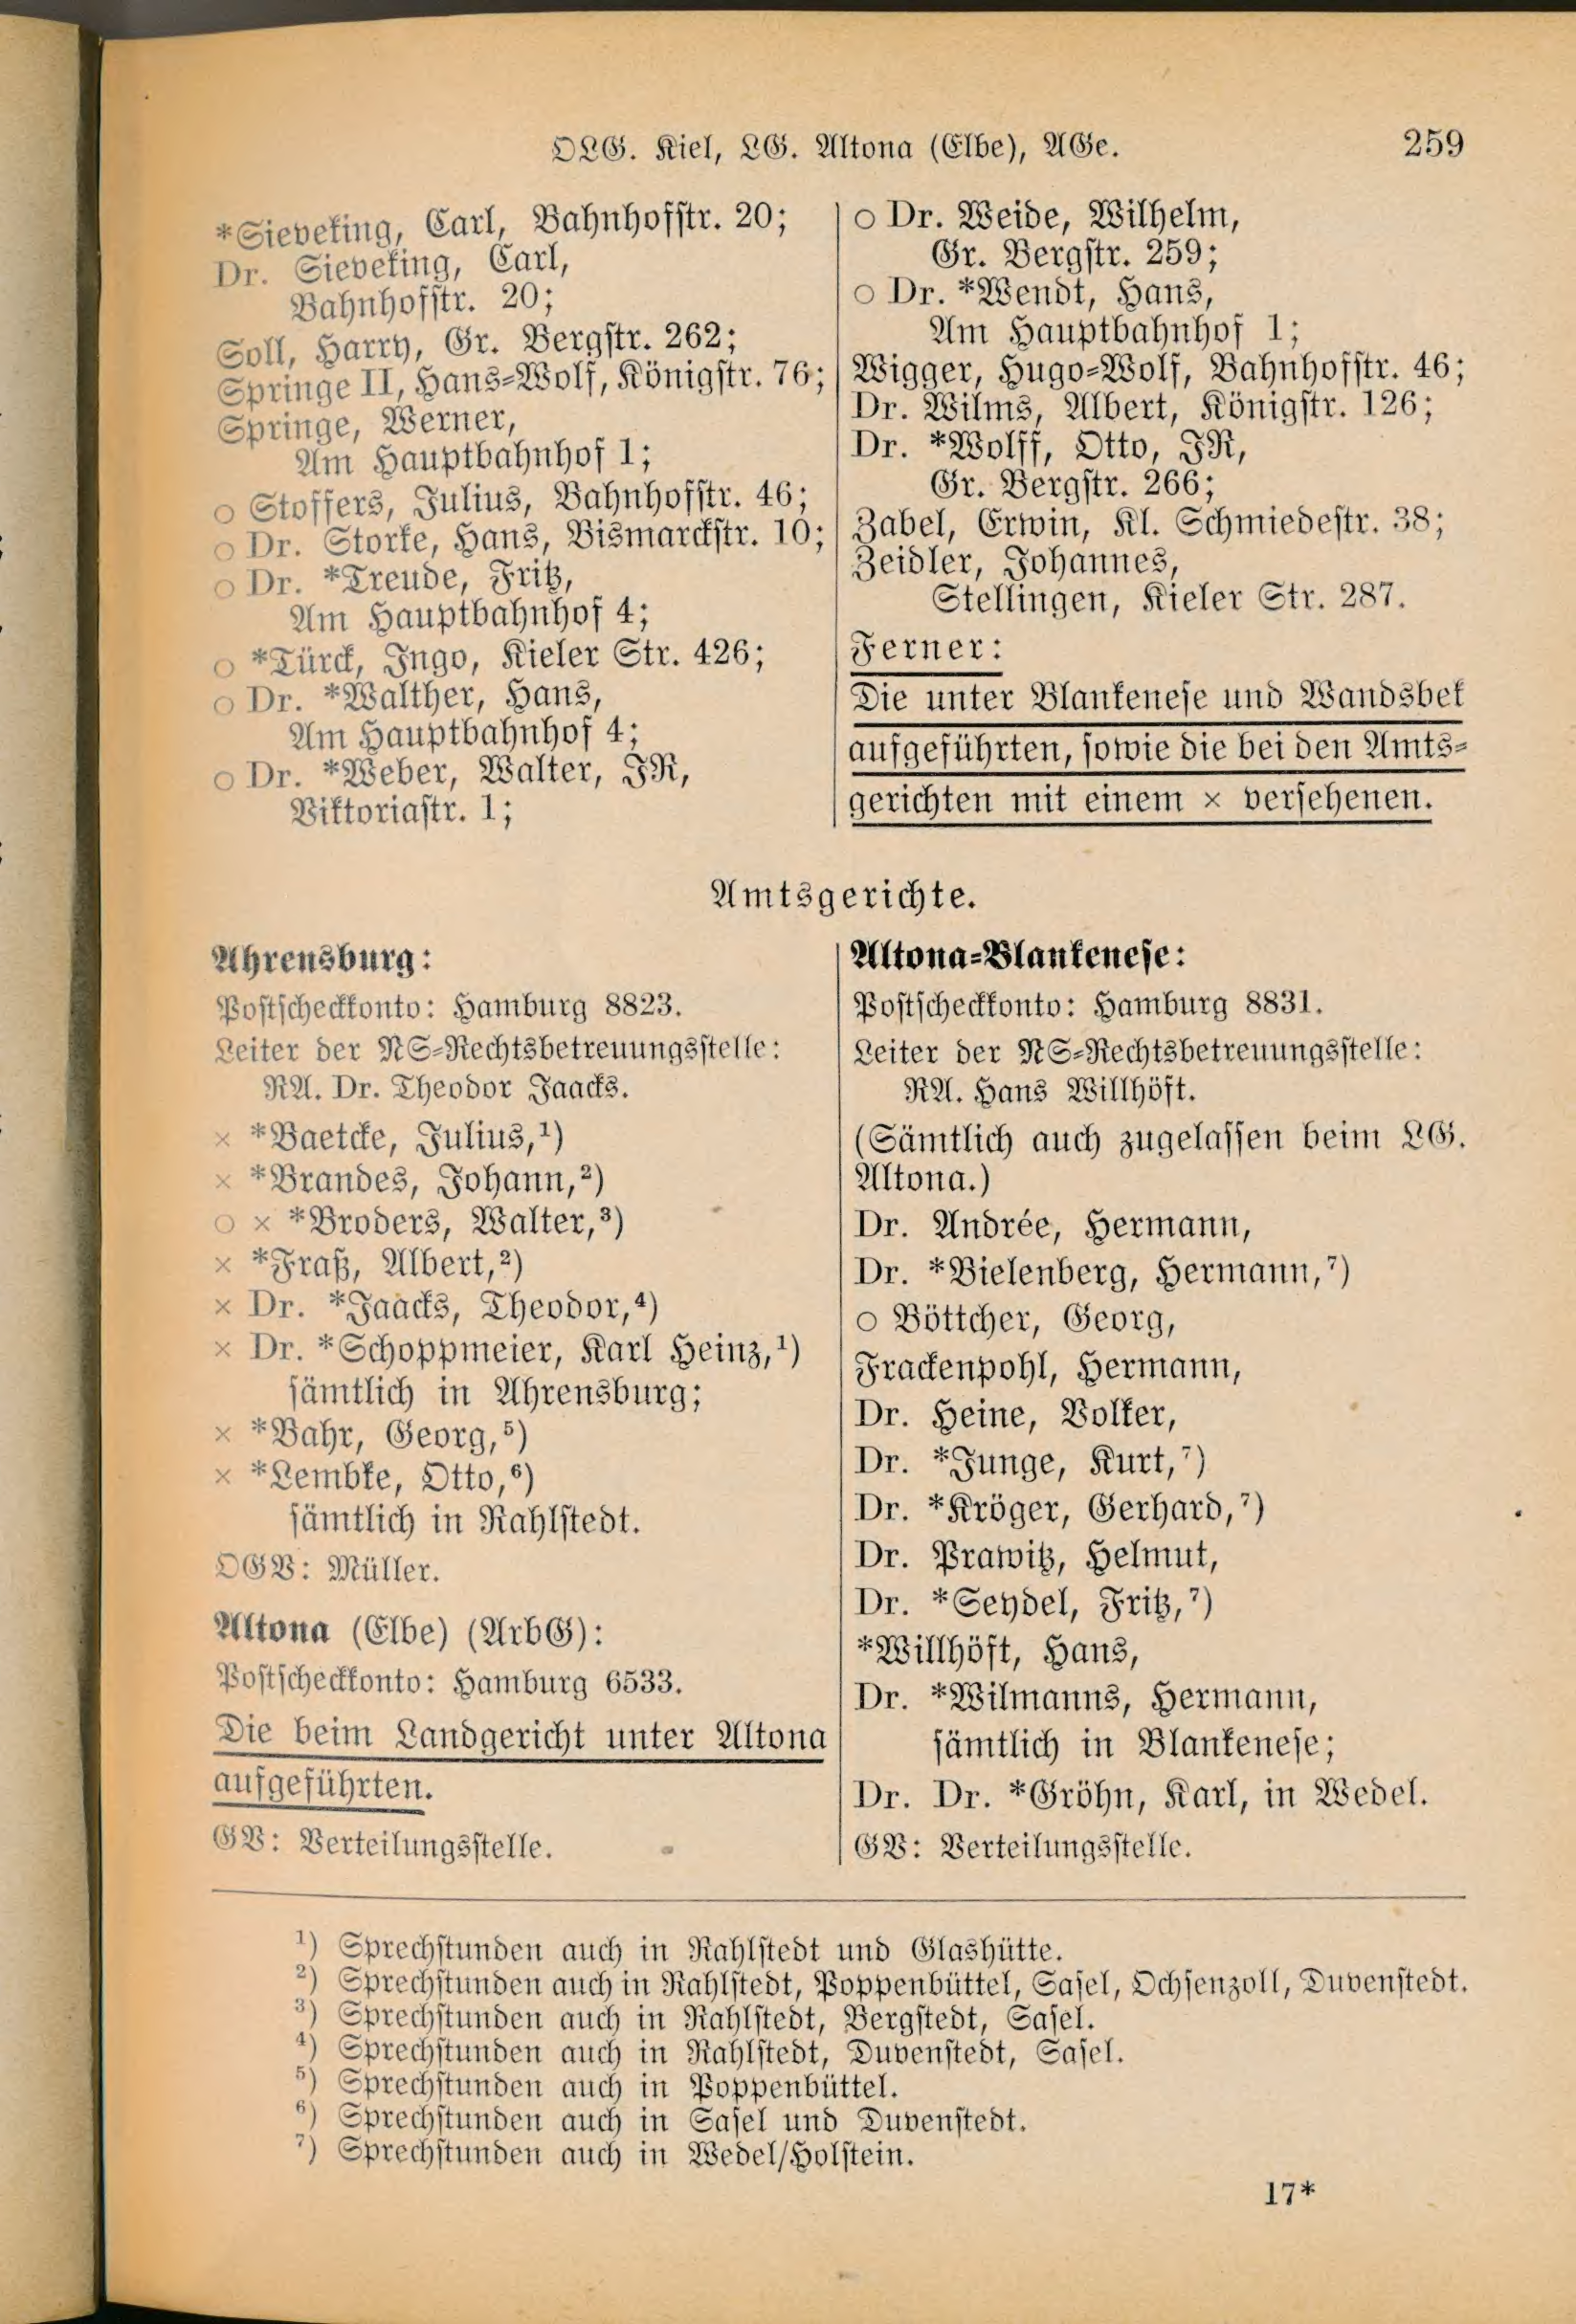 OLG. Kiel, LG. Altona (Elbe), AGe.
259
*Sieveking, Carl, Bahnhofstr. 20;
Dr. Sieveking, Carl,
Bahnhofstr. 20;
Soll, Harry, Gr. Bergstr. 262;
Springe II, Hans-Wolf, Königstr. 76;
Springe, Werner,
Am Hauptbahnhof 1;
○ Stoffers, Julius, Bahnhofstr. 46;
○ Dr. Storke, Hans, Bismarckstr. 10;
○ Dr. *Treude, Fritz,
Am Hauptbahnhof 4;
○ *Türck, Ingo, Kieler Str. 426;
○ Dr. *Walther, Hans,
Am Hauptbahnhof 4;
○ Dr. *Weber, Walter, JR,
Viktoriastr. 1;
○ Dr. Weide, Wilhelm,
Gr. Bergstr. 259;
○ Dr. *Wendt, Hans,
Am Hauptbahnhof 1;
Wigger, Hugo-Wolf, Bahnhofstr. 46;
Dr. Wilms, Albert, Königstr. 126;
Dr. *Wolff, Otto, JR,
Gr. Bergstr. 266;
Zabel, Erwin, Kl. Schmiedestr. 38;
Zeidler, Johannes,
Stellingen, Kieler Str. 287.
Ferner:
Die unter Blankenese und Wandsbek
aufgeführten, sowie die bei den Amts-
gerichten mit einem × versehenen.
Amtsgerichte.
Ahrensburg:
Postscheckkonto: Hamburg 8823.
Leiter der NS-Rechtsbetreuungsstelle:
RA. Dr. Theodor Jaacks.
× *Baetcke, Julius,¹)
× *Brandes, Johann,²)
○ × *Broders, Walter,³)
× *Fraß, Albert,²)
× Dr. *Jaacks, Theodor,⁴)
× Dr. *Schoppmeier, Karl Heinz,¹)
sämtlich in Ahrensburg;
× *Bahr, Georg,⁵)
× *Lembke, Otto,⁶)
sämtlich in Rahlstedt.
OGV: Müller.
Altona (Elbe) (ArbG):
Postscheckkonto: Hamburg 6533.
Die beim Landgericht unter Altona
aufgeführten.
GV: Verteilungsstelle.
Altona-Blankenese:
Postscheckkonto: Hamburg 8831.
Leiter der NS-Rechtsbetreuungsstelle:
RA. Hans Willhöft.
(Sämtlich auch zugelassen beim LG.
Altona.)
Dr. Andrée, Hermann,
Dr. *Bielenberg, Hermann,⁷)
○ Böttcher, Georg,
Frackenpohl, Hermann,
Dr. Heine, Volker,
Dr. *Junge, Kurt,⁷)
Dr. *Kröger, Gerhard,⁷)
Dr. Prawitz, Helmut,
Dr. *Seydel, Fritz,⁷)
*Willhöft, Hans,
Dr. *Wilmanns, Hermann,
sämtlich in Blankenese;
Dr. Dr. *Gröhn, Karl, in Wedel.
GV: Verteilungsstelle.
¹) Sprechstunden auch in Rahlstedt und Glashütte.
²) Sprechstunden auch in Rahlstedt, Poppenbüttel, Sasel, Ochsenzoll, Duvenstedt.
³) Sprechstunden auch in Rahlstedt, Bergstedt, Sasel.
⁴) Sprechstunden auch in Rahlstedt, Duvenstedt, Sasel.
⁵) Sprechstunden auch in Poppenbüttel.
⁶) Sprechstunden auch in Sasel und Duvenstedt.
⁷) Sprechstunden auch in Wedel/Holstein.
17*